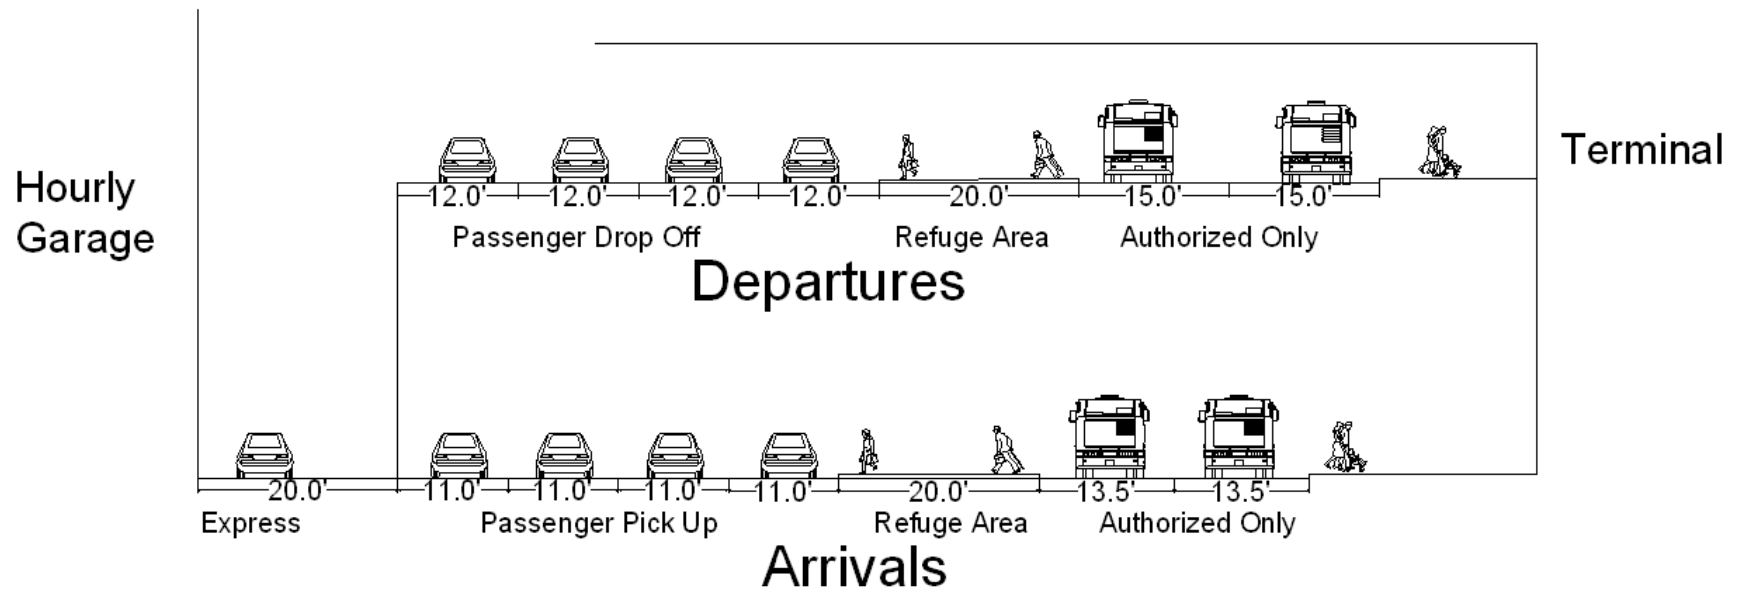 Hourly
Garage
Terminal
12.0' 12.0' 12.0' 12.0' 20.0' 15.0' 15.0'
Passenger Drop Off Refuge Area Authorized Only
Departures
20.0' 11.0' 11.0' 11.0' 11.0' 20.0' 13.5' 13.5'
Express Passenger Pick Up Refuge Area Authorized Only
Arrivals